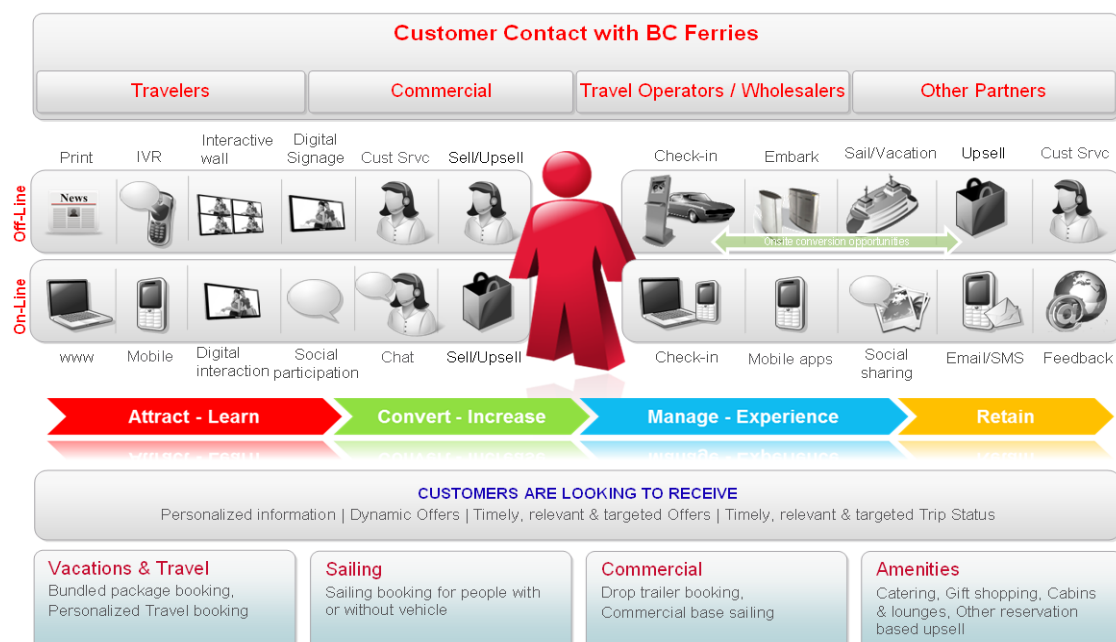 Customer Contact with BC Ferries
Travelers
Commercial
Travel Operators / Wholesalers
Other Partners
Print
IVR
Interactive
wall
Digital
Signage
Cust Srvc
Sell/Upsell
Check-in
Embark
Sail/Vacation
Upsell
Cust Srvc
Off-Line
News
Onsite conversion opportunities
On-Line
@
www
Mobile
Digital
interaction
Social
participation
Chat
Sell/Upsell
Check-in
Mobile apps
Social
sharing
Email/SMS
Feedback
Attract - Learn
Convert - Increase
Manage - Experience
Retain
CUSTOMERS ARE LOOKING TO RECEIVE
Personalized information | Dynamic Offers | Timely, relevant & targeted Offers | Timely, relevant & targeted Trip Status
Vacations & Travel
Bundled package booking,
Personalized Travel booking
Sailing
Sailing booking for people with
or without vehicle
Commercial
Drop trailer booking,
Commercial base sailing
Amenities
Catering, Gift shopping, Cabins
& lounges, Other reservation
based upsell